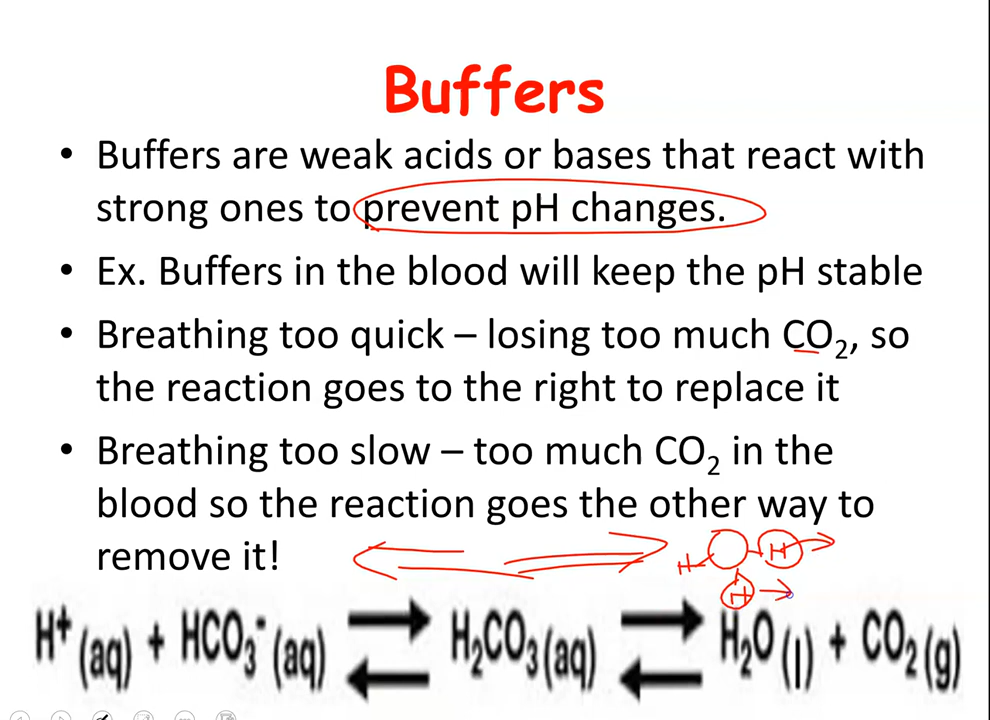 Buffers
• Buffers are weak acids or bases that react with
strong ones to prevent pH changes.
• Ex. Buffers in the blood will keep the pH stable
• Breathing too quick – losing too much CO₂, so
the reaction goes to the right to replace it
• Breathing too slow – too much CO₂ in the
blood so the reaction goes the other way to
remove it!
H H
H
H⁺(aq) + HCO₃⁻(aq) ⇌ H₂CO₃(aq) ⇌ H₂O(l) + CO₂(g)